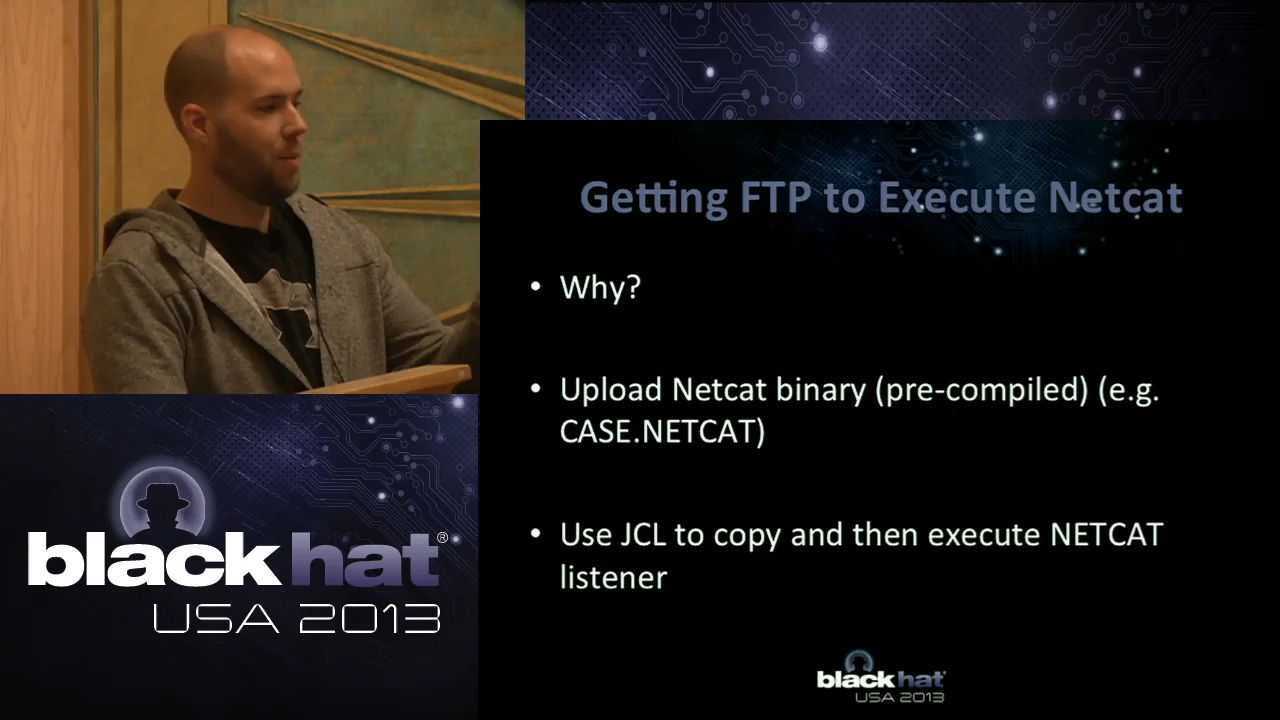 Getting FTP to Execute Netcat
• Why?
• Upload Netcat binary (pre-compiled) (e.g.
CASE.NETCAT)
• Use JCL to copy and then execute NETCAT
listener
black hat®
USA 2013
black hat
USA 2013